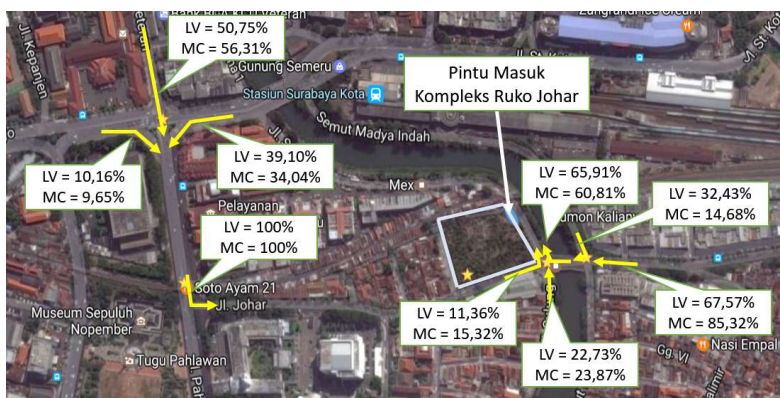 LV = 50,75%
MC = 56,31%
Zangrandi Ice Cream
Jl. Kepanjen
Gunung Semeru
Stasiun Surabaya Kota
Pintu Masuk
Kompleks Ruko Johar
Semut Madya Indah
LV = 10,16%
MC = 9,65%
LV = 39,10%
MC = 34,04%
Mex
LV = 65,91%
MC = 60,81%
LV = 32,43%
MC = 14,68%
Pelayanan
LV = 100%
MC = 100%
Soto Ayam 21
Jl. Johar
Museum Sepuluh
Nopember
Tugu Pahlawan
LV = 11,36%
MC = 15,32%
LV = 67,57%
MC = 85,32%
LV = 22,73%
MC = 23,87%
Nasi Empal
Gg. VI